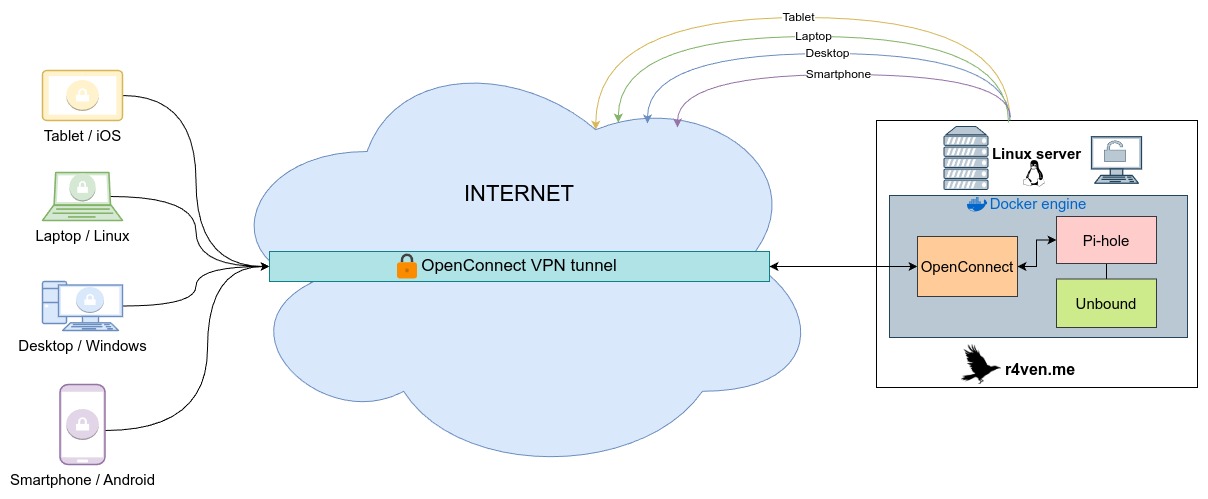 Tablet
Laptop
Desktop
Smartphone
Tablet / iOS
Laptop / Linux
Desktop / Windows
Smartphone / Android
INTERNET
OpenConnect VPN tunnel
Linux server
Docker engine
OpenConnect
Pi-hole
Unbound
r4ven.me